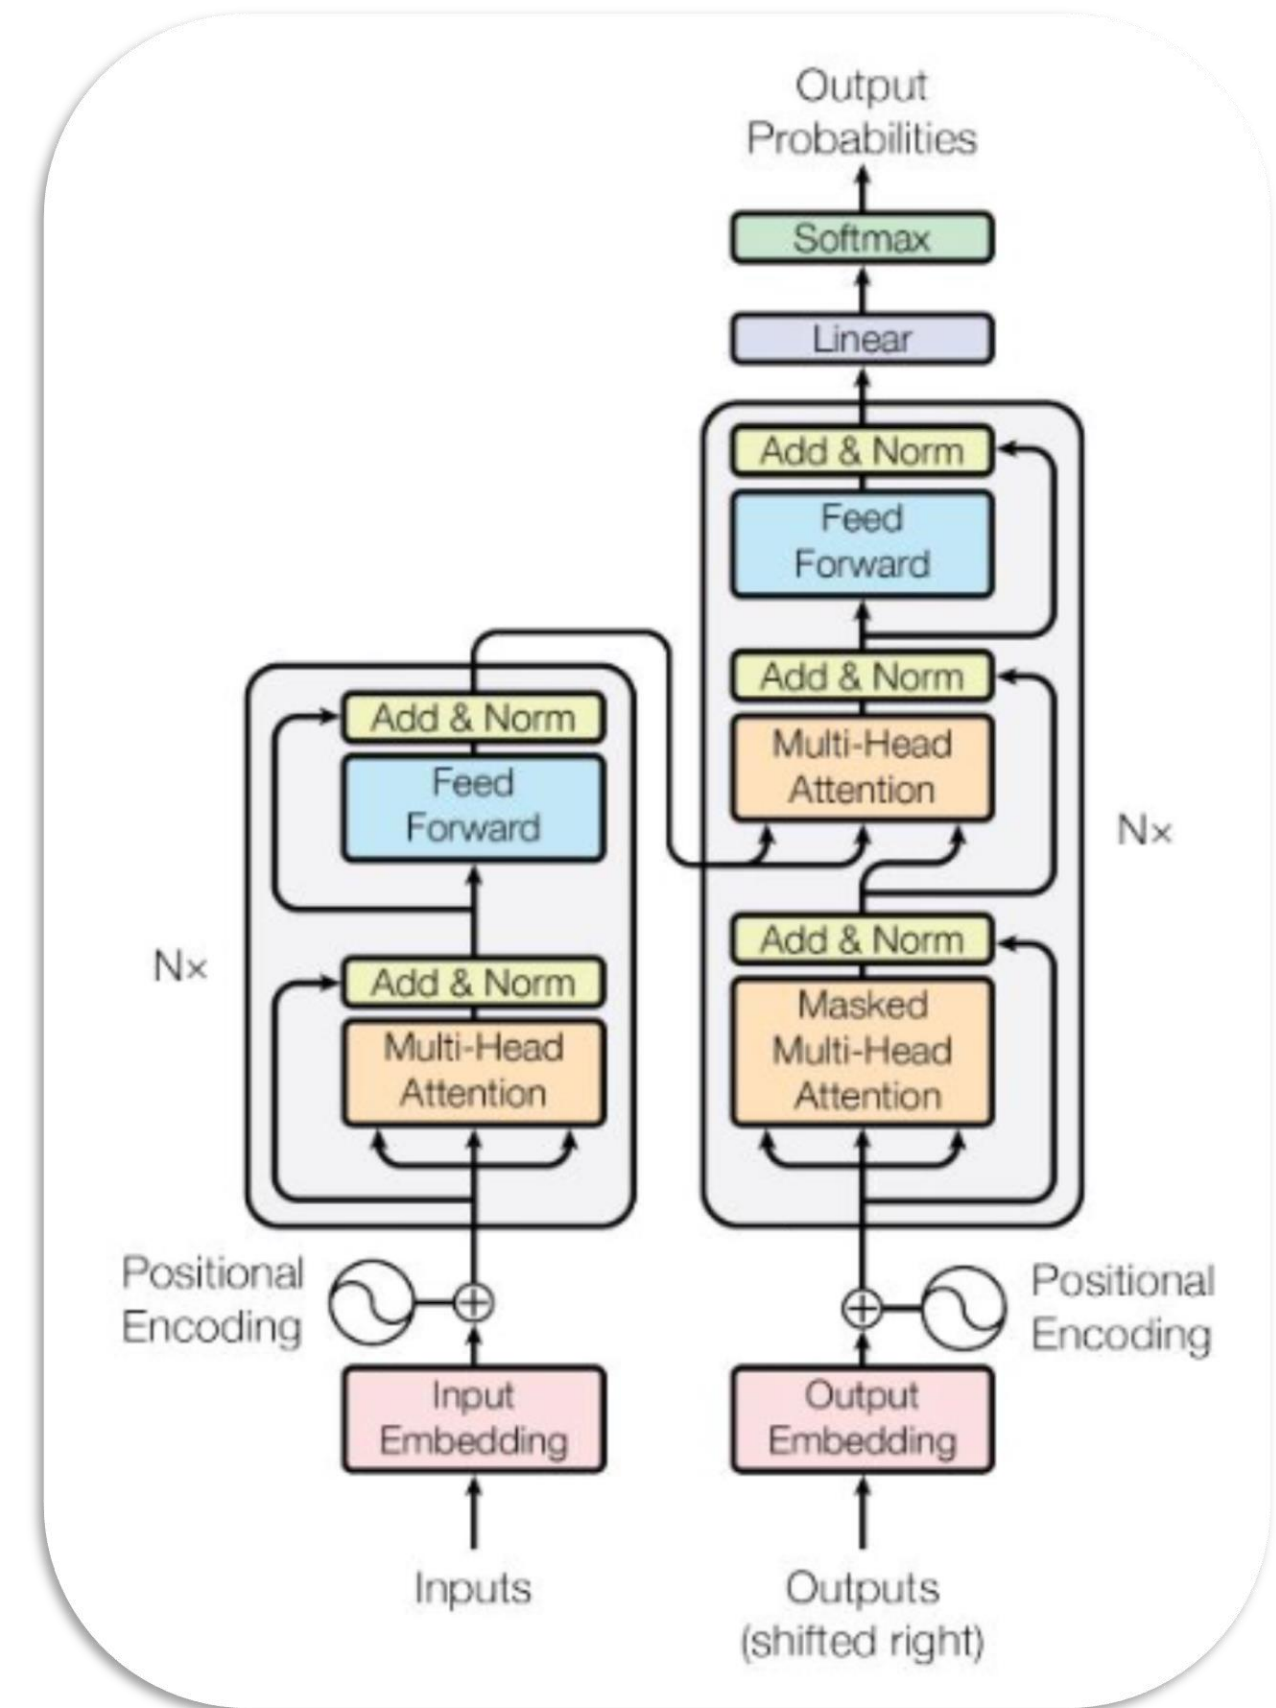 Output
Probabilities
Softmax
Linear
Add & Norm
Feed
Forward
Add & Norm
Multi-Head
Attention
Nx
Add & Norm
Masked
Multi-Head
Attention
Add & Norm
Feed
Forward
Nx
Add & Norm
Multi-Head
Attention
Positional
Encoding
Positional
Encoding
Input
Embedding
Output
Embedding
Inputs
Outputs
(shifted right)